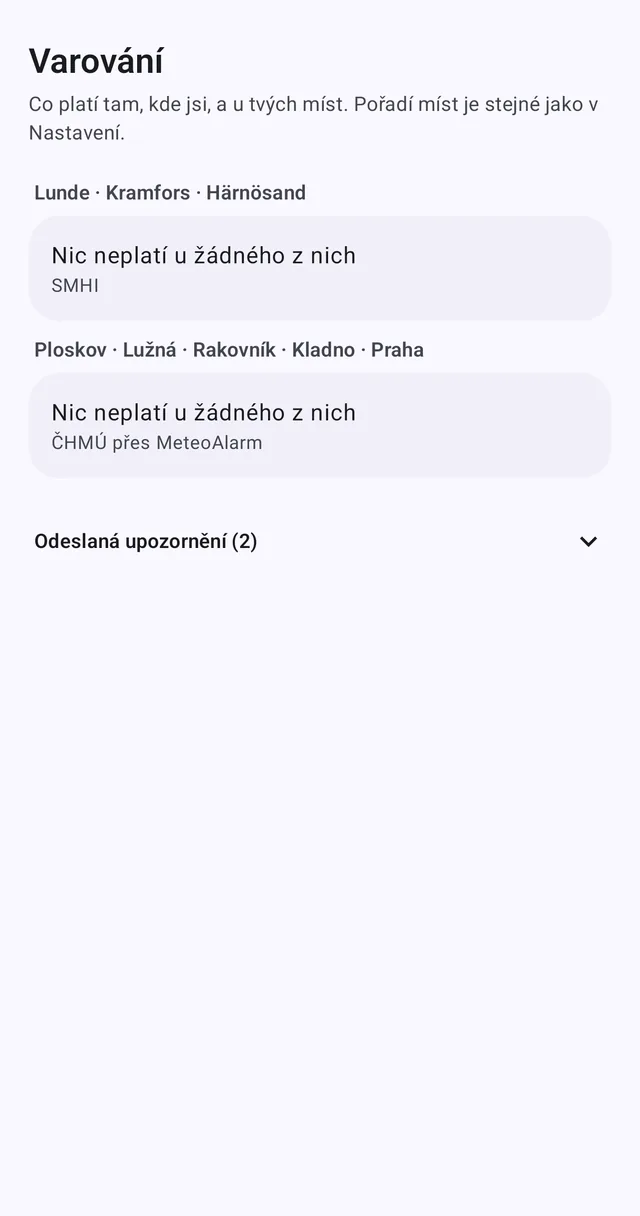 Varování
Co platí tam, kde jsi, a u tvých míst. Pořadí míst je stejné jako v
Nastavení.
Lunde · Kramfors · Härnösand
Nic neplatí u žádného z nich
SMHI
Ploskov · Lužná · Rakovník · Kladno · Praha
Nic neplatí u žádného z nich
ČHMÚ přes MeteoAlarm
Odeslaná upozornění (2)